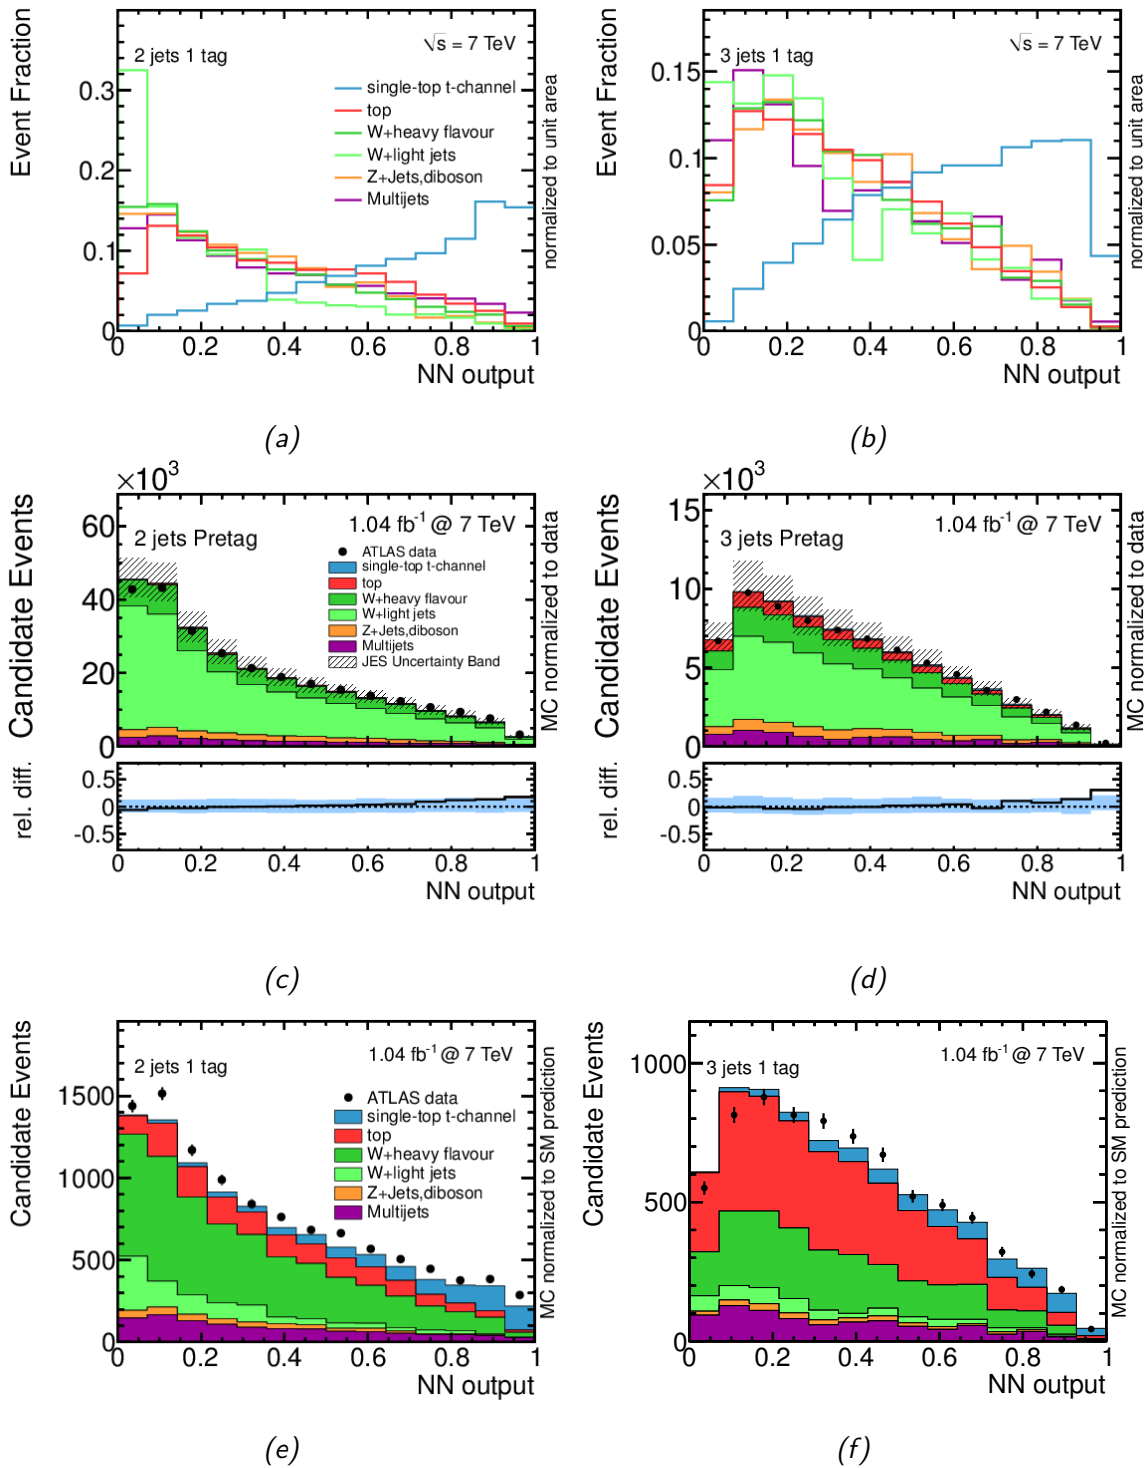 Event Fraction
2 jets 1 tag
√s = 7 TeV
single-top t-channel
top
W+heavy flavour
W+light jets
Z+Jets,diboson
Multijets
0.3
0.2
0.1
0
0 0.2 0.4 0.6 0.8 1
NN output
normalized to unit area
(a)
Event Fraction
3 jets 1 tag
√s = 7 TeV
0.15
0.1
0.05
0
0 0.2 0.4 0.6 0.8 1
NN output
normalized to unit area
(b)
×10³
Candidate Events
2 jets Pretag
1.04 fb⁻¹ @ 7 TeV
ATLAS data
single-top t-channel
top
W+heavy flavour
W+light jets
Z+Jets,diboson
Multijets
JES Uncertainty Band
60
40
20
0
MC normalized to data
rel. diff.
0.5
0
-0.5
0 0.2 0.4 0.6 0.8 1
NN output
(c)
×10³
Candidate Events
3 jets Pretag
1.04 fb⁻¹ @ 7 TeV
15
10
5
0
MC normalized to data
rel. diff.
0.5
0
-0.5
0 0.2 0.4 0.6 0.8 1
NN output
(d)
Candidate Events
2 jets 1 tag
1.04 fb⁻¹ @ 7 TeV
ATLAS data
single-top t-channel
top
W+heavy flavour
W+light jets
Z+Jets,diboson
Multijets
1500
1000
500
0
0 0.2 0.4 0.6 0.8 1
NN output
MC normalized to SM prediction
(e)
Candidate Events
3 jets 1 tag
1.04 fb⁻¹ @ 7 TeV
1000
500
0
0 0.2 0.4 0.6 0.8 1
NN output
MC normalized to SM prediction
(f)